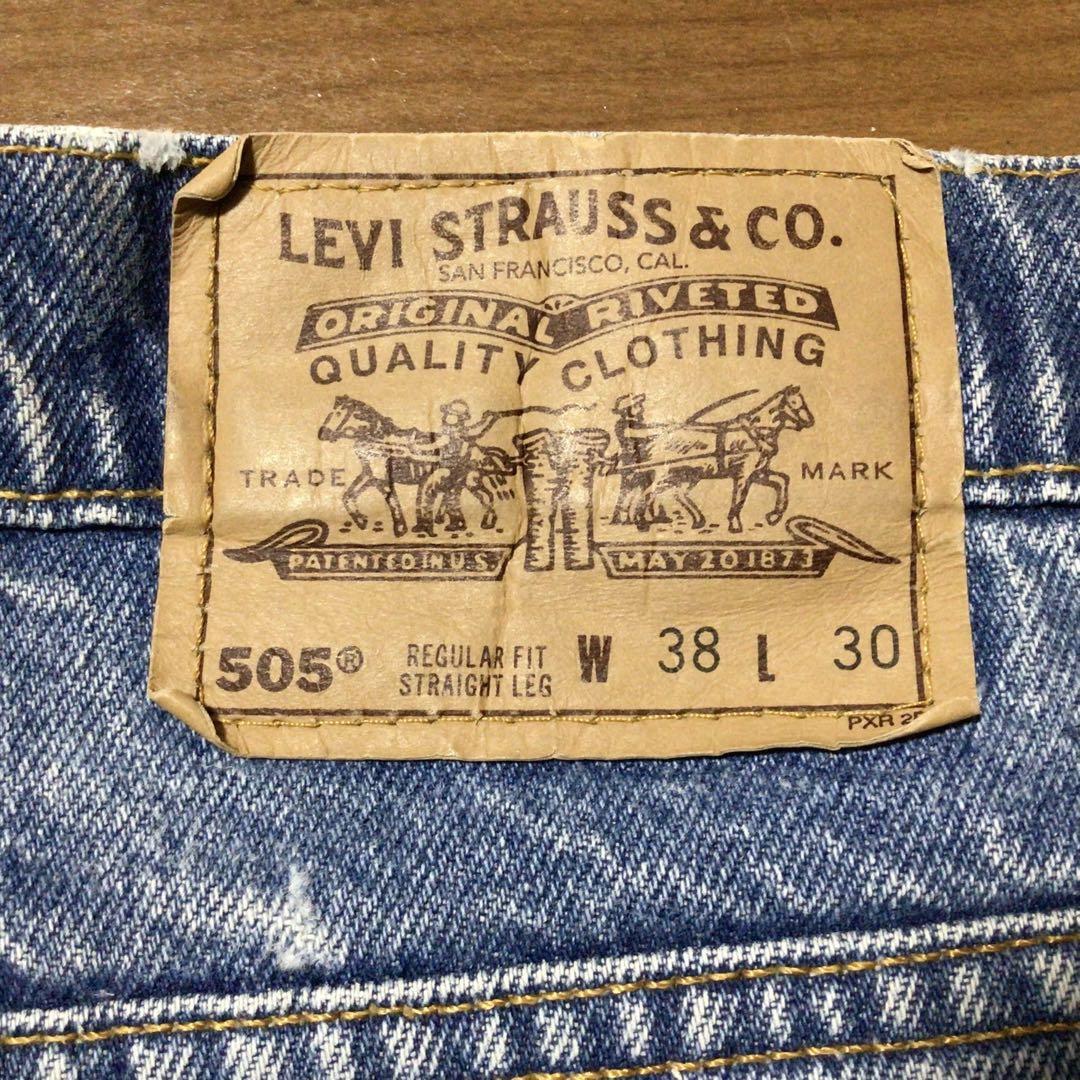 LEVI STRAUSS & CO.
SAN FRANCISCO, CAL.
ORIGINAL RIVETED
QUALITY CLOTHING
TRADE MARK
PATENTED IN U.S. MAY 20 1873
505® REGULAR FIT STRAIGHT LEG W 38 L 30
PXR